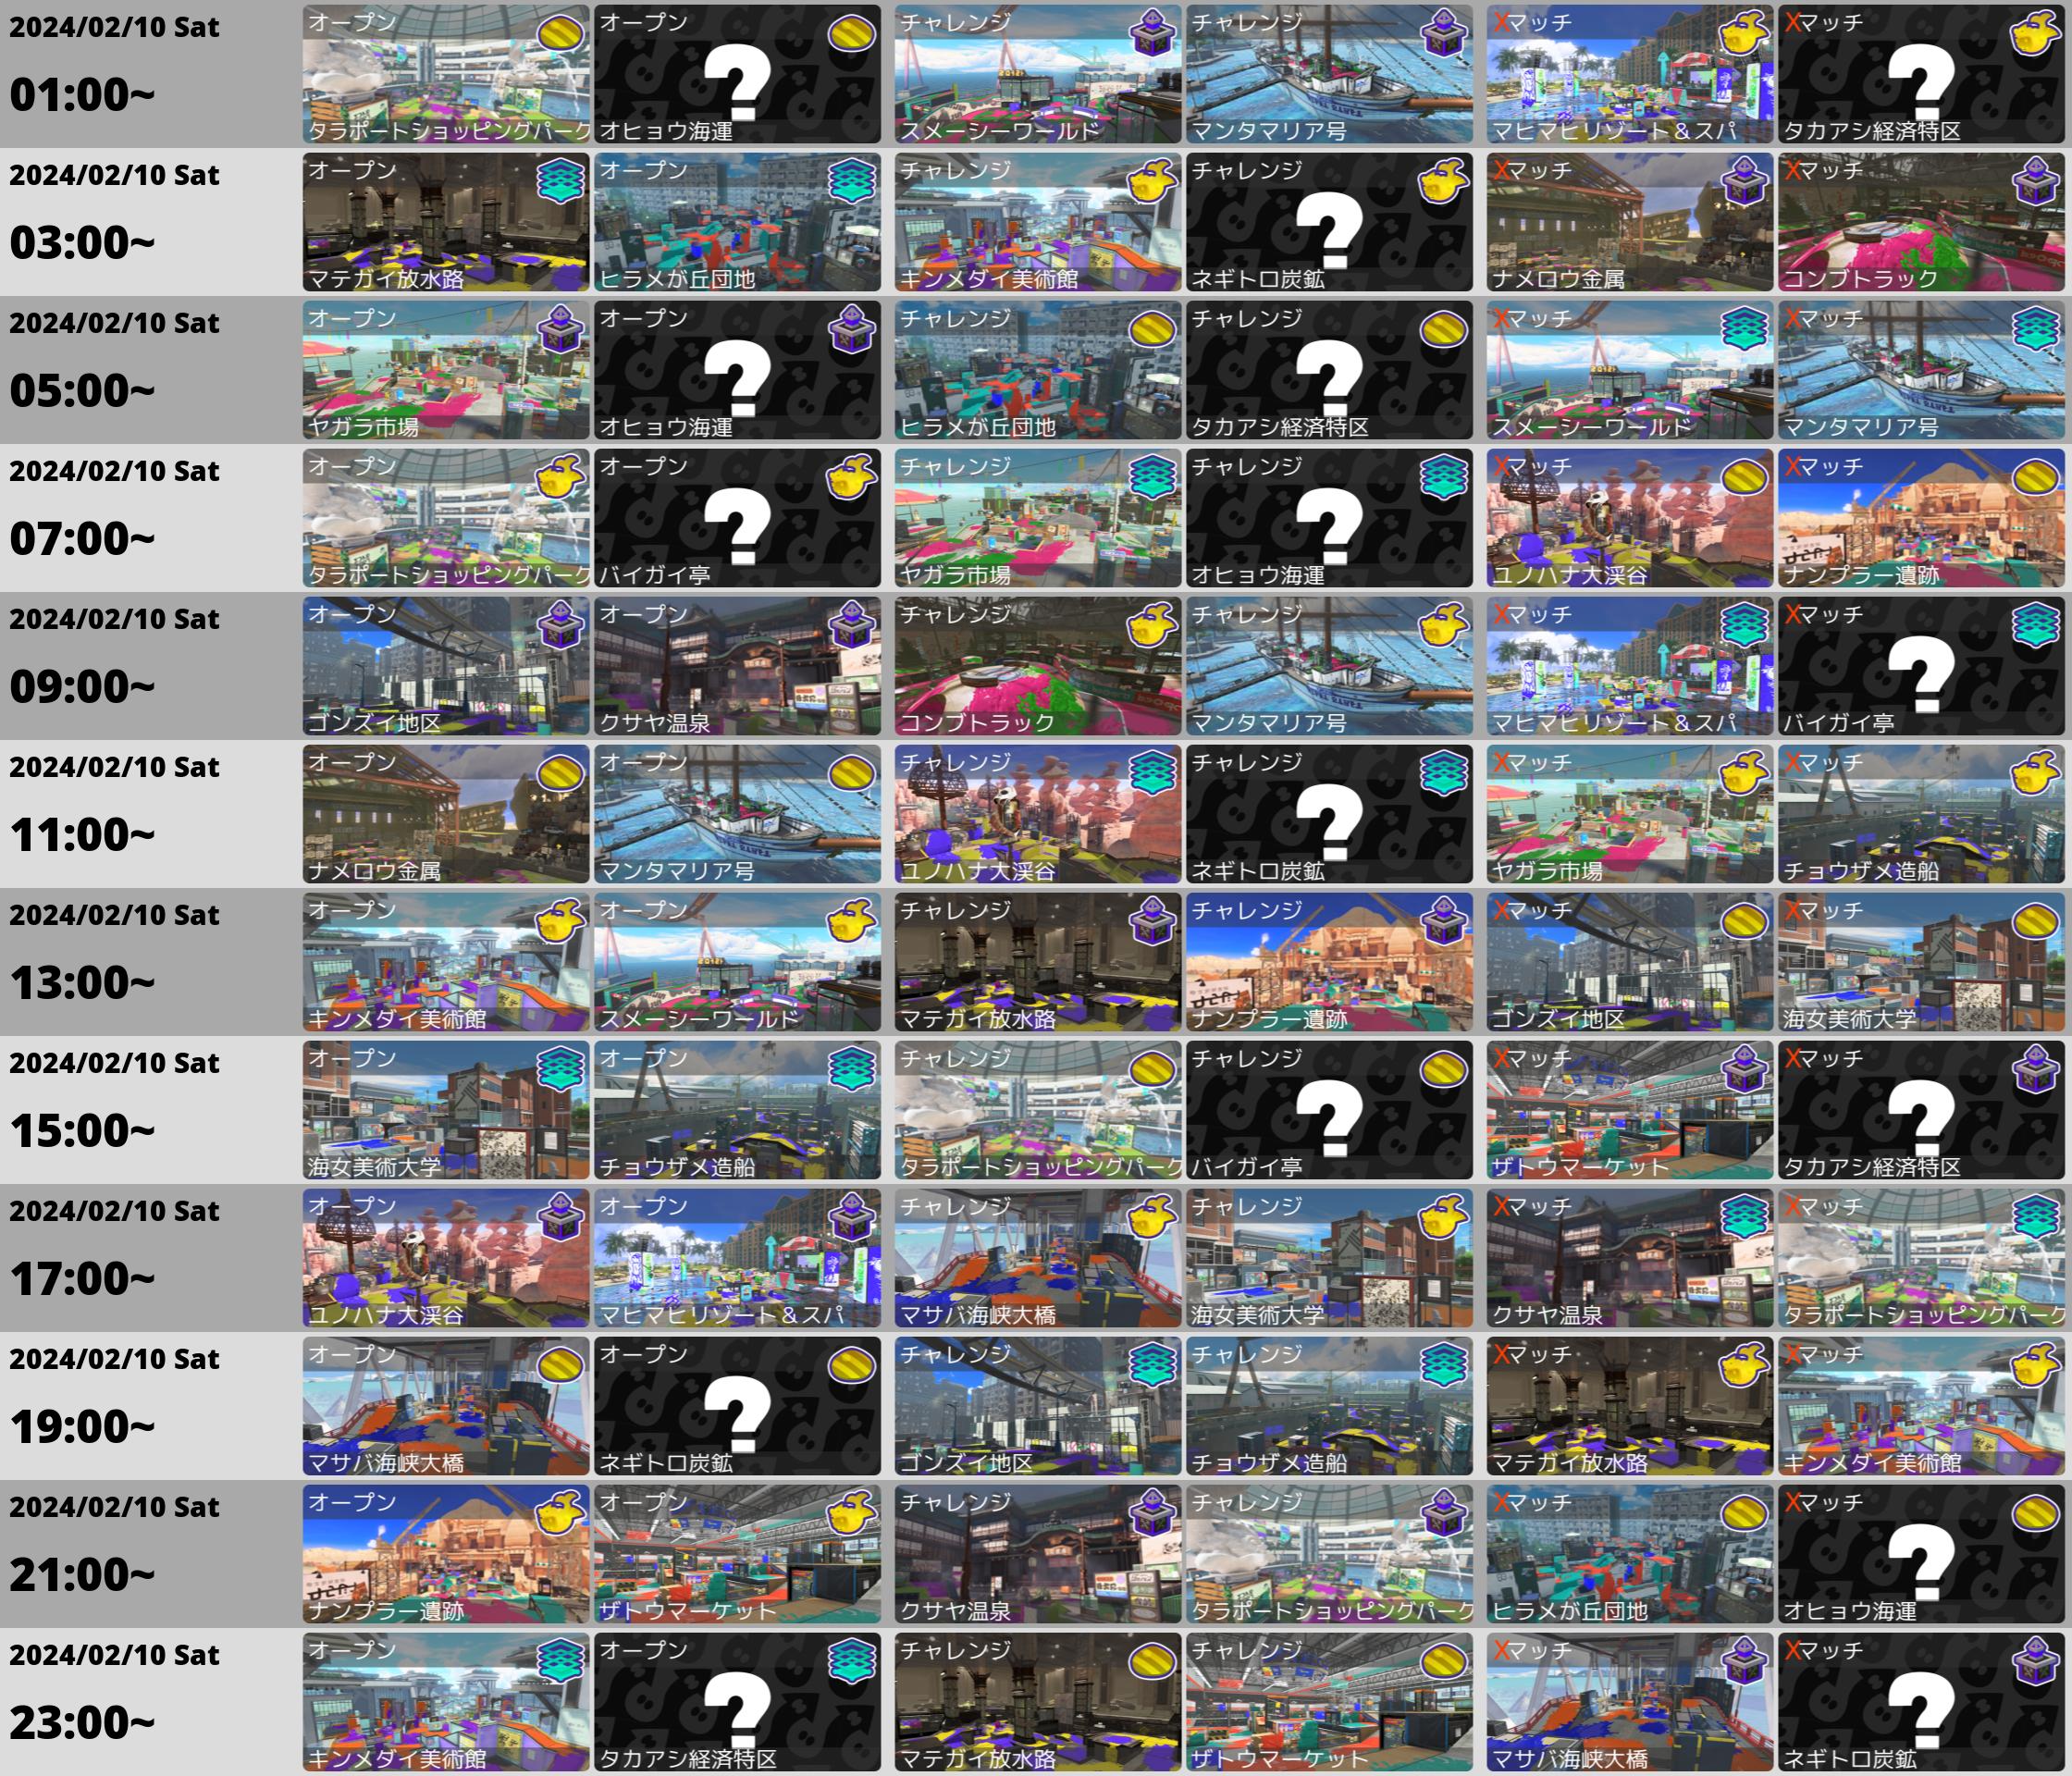 2024/02/10 Sat
01:00~
オープン
タラポートショッピングパーク
オープン
オヒョウ海運
チャレンジ
スメーシーワールド
チャレンジ
マンタマリア号
Xマッチ
マヒマヒリゾート＆スパ
Xマッチ
タカアシ経済特区
2024/02/10 Sat
03:00~
オープン
マテガイ放水路
オープン
ヒラメが丘団地
チャレンジ
キンメダイ美術館
チャレンジ
ネギトロ炭鉱
Xマッチ
ナメロウ金属
Xマッチ
コンブトラック
2024/02/10 Sat
05:00~
オープン
ヤガラ市場
オープン
オヒョウ海運
チャレンジ
ヒラメが丘団地
チャレンジ
タカアシ経済特区
Xマッチ
スメーシーワールド
Xマッチ
マンタマリア号
2024/02/10 Sat
07:00~
オープン
タラポートショッピングパーク
オープン
バイガイ亭
チャレンジ
ヤガラ市場
チャレンジ
オヒョウ海運
Xマッチ
ユノハナ大渓谷
Xマッチ
ナンプラー遺跡
2024/02/10 Sat
09:00~
オープン
ゴンズイ地区
オープン
クサヤ温泉
チャレンジ
コンブトラック
チャレンジ
マンタマリア号
Xマッチ
マヒマヒリゾート＆スパ
Xマッチ
バイガイ亭
2024/02/10 Sat
11:00~
オープン
ナメロウ金属
オープン
マンタマリア号
チャレンジ
ユノハナ大渓谷
チャレンジ
ネギトロ炭鉱
Xマッチ
ヤガラ市場
Xマッチ
チョウザメ造船
2024/02/10 Sat
13:00~
オープン
キンメダイ美術館
オープン
スメーシーワールド
チャレンジ
マテガイ放水路
チャレンジ
ナンプラー遺跡
Xマッチ
ゴンズイ地区
Xマッチ
海女美術大学
2024/02/10 Sat
15:00~
オープン
海女美術大学
オープン
チョウザメ造船
チャレンジ
タラポートショッピングパーク
チャレンジ
バイガイ亭
Xマッチ
ザトウマーケット
Xマッチ
タカアシ経済特区
2024/02/10 Sat
17:00~
オープン
ユノハナ大渓谷
オープン
マヒマヒリゾート＆スパ
チャレンジ
マサバ海峡大橋
チャレンジ
海女美術大学
Xマッチ
クサヤ温泉
Xマッチ
タラポートショッピングパーク
2024/02/10 Sat
19:00~
オープン
マサバ海峡大橋
オープン
ネギトロ炭鉱
チャレンジ
ゴンズイ地区
チャレンジ
チョウザメ造船
Xマッチ
マテガイ放水路
Xマッチ
キンメダイ美術館
2024/02/10 Sat
21:00~
オープン
ナンプラー遺跡
オープン
ザトウマーケット
チャレンジ
クサヤ温泉
チャレンジ
タラポートショッピングパーク
Xマッチ
ヒラメが丘団地
Xマッチ
オヒョウ海運
2024/02/10 Sat
23:00~
オープン
キンメダイ美術館
オープン
タカアシ経済特区
チャレンジ
マテガイ放水路
チャレンジ
ザトウマーケット
Xマッチ
マサバ海峡大橋
Xマッチ
ネギトロ炭鉱